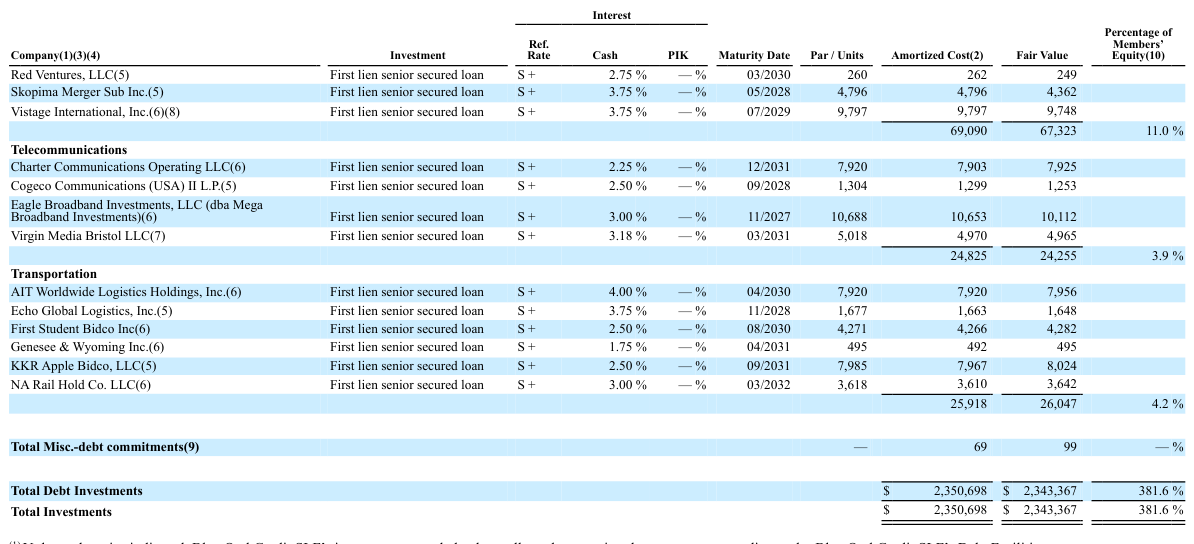 Interest
Company(1)(3)(4) Investment Ref. Rate Cash PIK Maturity Date Par / Units Amortized Cost(2) Fair Value Percentage of Members' Equity(10)
Red Ventures, LLC(5) First lien senior secured loan S + 2.75 % — % 03/2030 260 262 249
Skopima Merger Sub Inc.(5) First lien senior secured loan S + 3.75 % — % 05/2028 4,796 4,796 4,362
Vistage International, Inc.(6)(8) First lien senior secured loan S + 3.75 % — % 07/2029 9,797 9,797 9,748
69,090 67,323 11.0 %
Telecommunications
Charter Communications Operating LLC(6) First lien senior secured loan S + 2.25 % — % 12/2031 7,920 7,903 7,925
Cogeco Communications (USA) II L.P.(5) First lien senior secured loan S + 2.50 % — % 09/2028 1,304 1,299 1,253
Eagle Broadband Investments, LLC (dba Mega
Broadband Investments)(6) First lien senior secured loan S + 3.00 % — % 11/2027 10,688 10,653 10,112
Virgin Media Bristol LLC(7) First lien senior secured loan S + 3.18 % — % 03/2031 5,018 4,970 4,965
24,825 24,255 3.9 %
Transportation
AIT Worldwide Logistics Holdings, Inc.(6) First lien senior secured loan S + 4.00 % — % 04/2030 7,920 7,920 7,956
Echo Global Logistics, Inc.(5) First lien senior secured loan S + 3.75 % — % 11/2028 1,677 1,663 1,648
First Student Bidco Inc(6) First lien senior secured loan S + 2.50 % — % 08/2030 4,271 4,266 4,282
Genesee & Wyoming Inc.(6) First lien senior secured loan S + 1.75 % — % 04/2031 495 492 495
KKR Apple Bidco, LLC(5) First lien senior secured loan S + 2.50 % — % 09/2031 7,985 7,967 8,024
NA Rail Hold Co. LLC(6) First lien senior secured loan S + 3.00 % — % 03/2032 3,618 3,610 3,642
25,918 26,047 4.2 %
Total Misc.-debt commitments(9) — 69 99 — %
Total Debt Investments $ 2,350,698 $ 2,343,367 381.6 %
Total Investments $ 2,350,698 $ 2,343,367 381.6 %